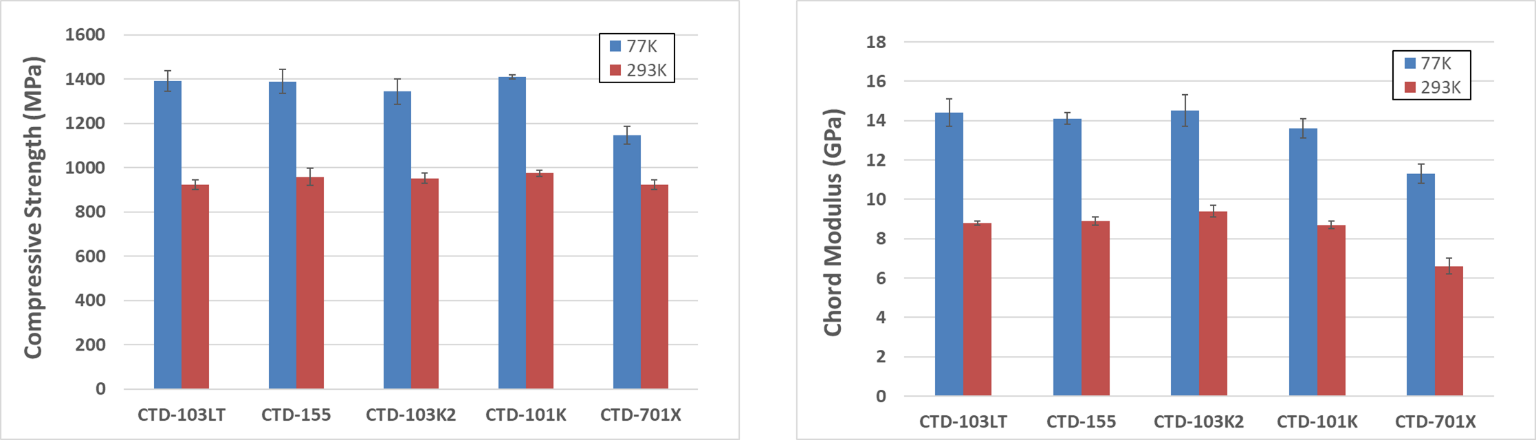 1600
1400
1200
1000
800
600
400
200
0
Compressive Strength (MPa)
77K
293K
CTD-103LT CTD-155 CTD-103K2 CTD-101K CTD-701X
18
16
14
12
10
8
6
4
2
0
Chord Modulus (GPa)
77K
293K
CTD-103LT CTD-155 CTD-103K2 CTD-101K CTD-701X